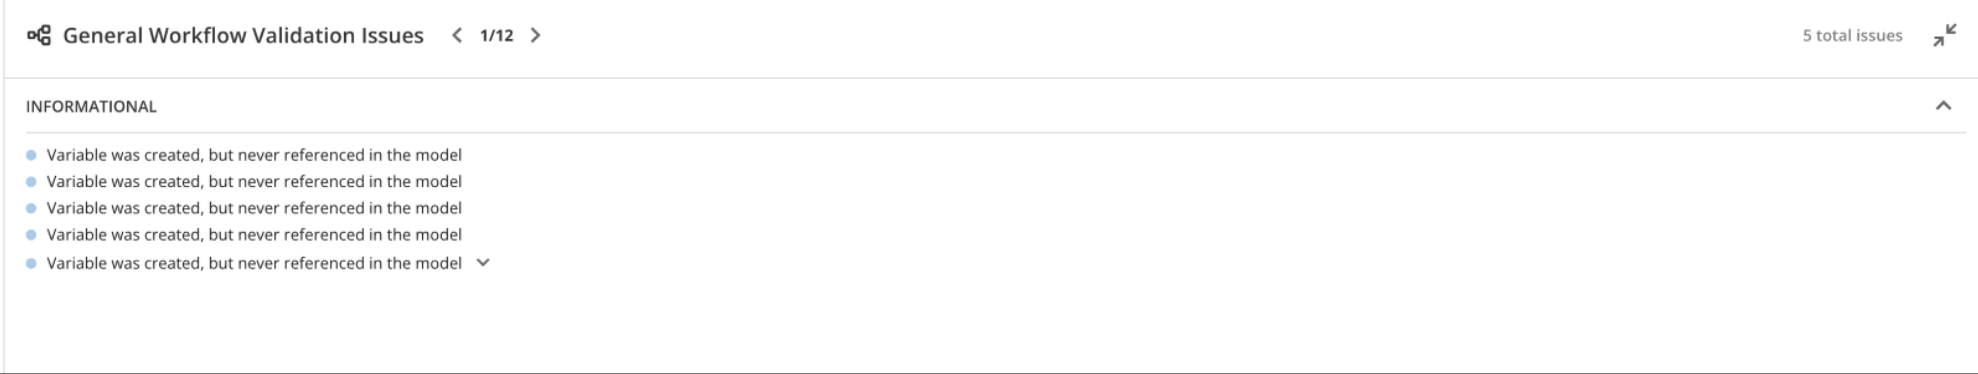 General Workflow Validation Issues 1/12 5 total issues
INFORMATIONAL
Variable was created, but never referenced in the model
Variable was created, but never referenced in the model
Variable was created, but never referenced in the model
Variable was created, but never referenced in the model
Variable was created, but never referenced in the model